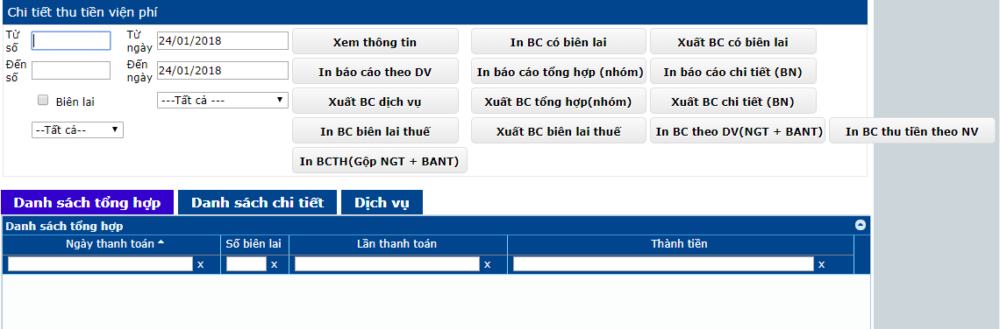 Chi tiết thu tiền viện phí
Từ số
Từ ngày 24/01/2018
Xem thông tin
In BC có biên lai
Xuất BC có biên lai
Đến số
Đến ngày 24/01/2018
In báo cáo theo DV
In báo cáo tổng hợp (nhóm)
In báo cáo chi tiết (BN)
Biên lai
---Tất cả ---
Xuất BC dịch vụ
Xuất BC tổng hợp(nhóm)
Xuất BC chi tiết (BN)
--Tất cả--
In BC biên lai thuế
Xuất BC biên lai thuế
In BC theo DV(NGT + BANT)
In BC thu tiền theo NV
In BCTH(Gộp NGT + BANT)
Danh sách tổng hợp
Danh sách chi tiết
Dịch vụ
Danh sách tổng hợp
Ngày thanh toán
Số biên lai
Lần thanh toán
Thành tiền
x
x
x
x